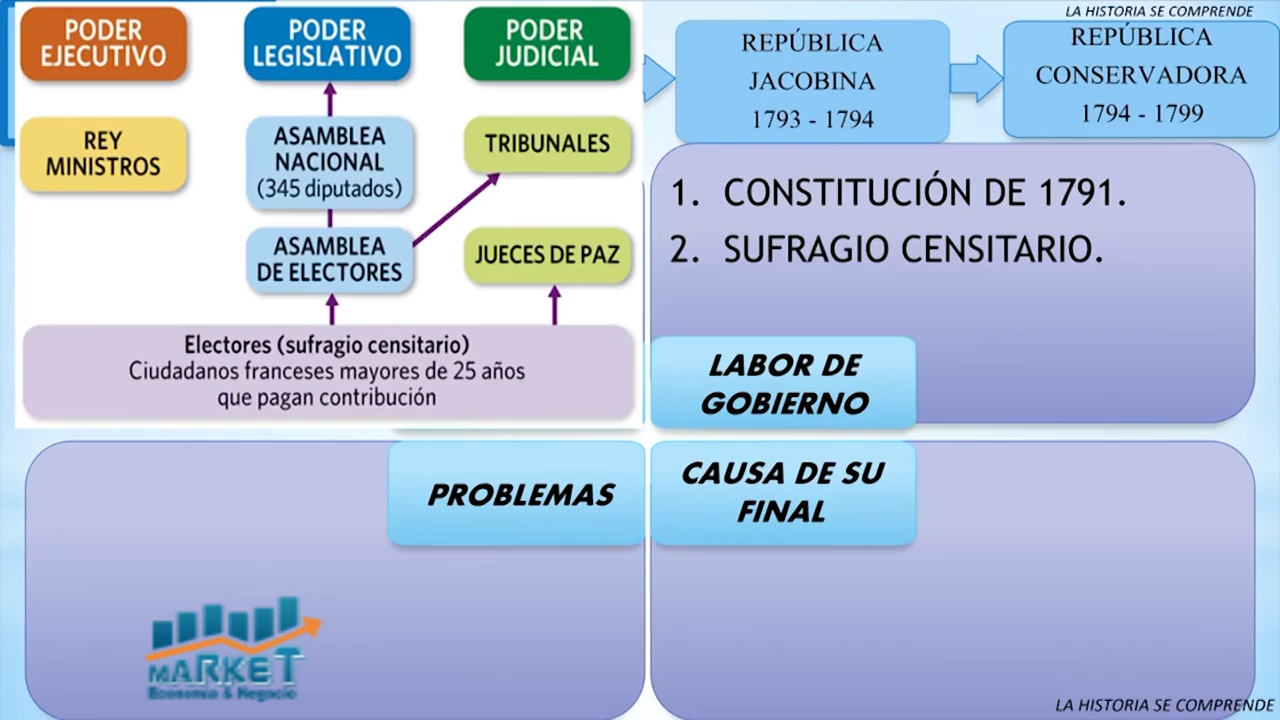 PODER
EJECUTIVO
PODER
LEGISLATIVO
PODER
JUDICIAL
REY
MINISTROS
ASAMBLEA
NACIONAL
(345 diputados)
TRIBUNALES
ASAMBLEA
DE ELECTORES
JUECES DE PAZ
Electores (sufragio censitario)
Ciudadanos franceses mayores de 25 años
que pagan contribución
LA HISTORIA SE COMPRENDE
REPÚBLICA
JACOBINA
1793 - 1794
REPÚBLICA
CONSERVADORA
1794 - 1799
1. CONSTITUCIÓN DE 1791.
2. SUFRAGIO CENSITARIO.
LABOR DE
GOBIERNO
PROBLEMAS
CAUSA DE SU
FINAL
MARKET
Economia & Negocio
LA HISTORIA SE COMPRENDE